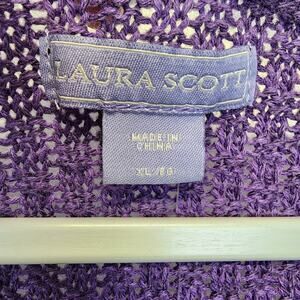 LAURA SCOTT
MADE IN
CHINA
XL/EG